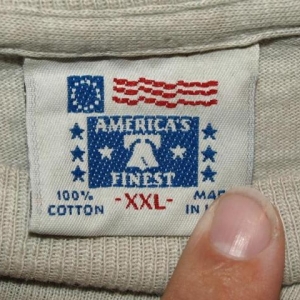 AMERICA'S
FINEST
100% -XXL- MAD
COTTON IN U